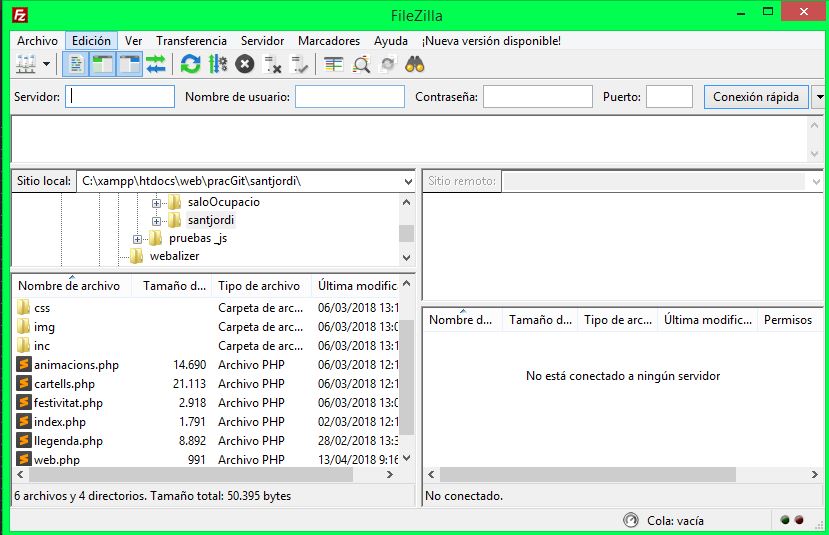 FileZilla
Archivo Edición Ver Transferencia Servidor Marcadores Ayuda ¡Nueva versión disponible!
Servidor: Nombre de usuario: Contraseña: Puerto: Conexión rápida
Sitio local: C:\xampp\htdocs\web\pracGit\santjordi\
Sitio remoto:
saloOcupacio
santjordi
pruebas _js
webalizer
Nombre de archivo Tamaño d... Tipo de archivo Última modific
css Carpeta de arc... 06/03/2018 13:1
img Carpeta de arc... 06/03/2018 13:0
inc Carpeta de arc... 06/03/2018 13:1
animacions.php 14.690 Archivo PHP 06/03/2018 12:1
cartells.php 21.113 Archivo PHP 06/03/2018 12:1
festivitat.php 2.918 Archivo PHP 06/03/2018 13:0
index.php 1.791 Archivo PHP 02/03/2018 12:1
llegenda.php 8.892 Archivo PHP 28/02/2018 13:3
web.php 991 Archivo PHP 13/04/2018 9:16
6 archivos y 4 directorios. Tamaño total: 50.395 bytes
Nombre d... Tamaño d... Tipo de arc... Última modific... Permisos
No está conectado a ningún servidor
No conectado.
Cola: vacía